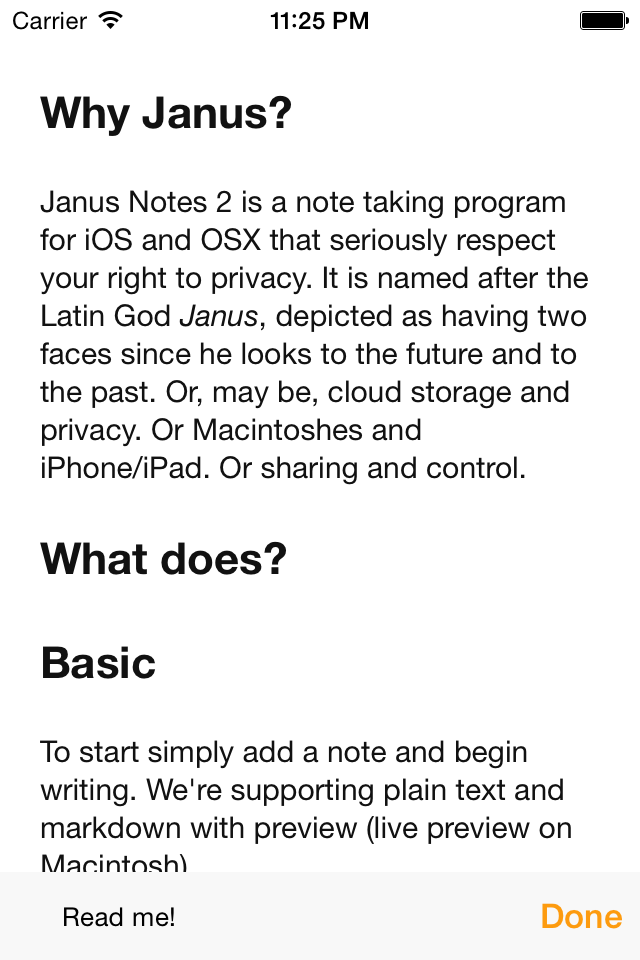 Carrier 11:25 PM
Why Janus?
Janus Notes 2 is a note taking program
for iOS and OSX that seriously respect
your right to privacy. It is named after the
Latin God Janus, depicted as having two
faces since he looks to the future and to
the past. Or, may be, cloud storage and
privacy. Or Macintoshes and
iPhone/iPad. Or sharing and control.
What does?
Basic
To start simply add a note and begin
writing. We're supporting plain text and
markdown with preview (live preview on
Macintosh)
Read me! Done